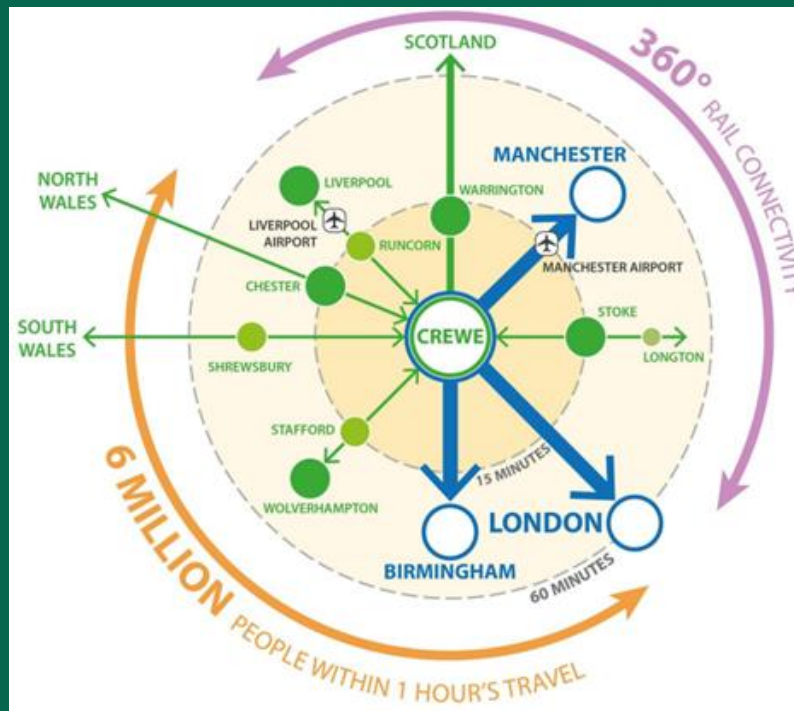 SCOTLAND
360° RAIL CONNECTIVITY
MANCHESTER
NORTH
WALES
LIVERPOOL
WARRINGTON
LIVERPOOL
AIRPORT
RUNCORN
MANCHESTER AIRPORT
CHESTER
STOKE
SOUTH
WALES
CREWE
SHREWSBURY
LONGTON
STAFFORD
15 MINUTES
WOLVERHAMPTON
LONDON
BIRMINGHAM
60 MINUTES
6 MILLION PEOPLE WITHIN 1 HOUR'S TRAVEL